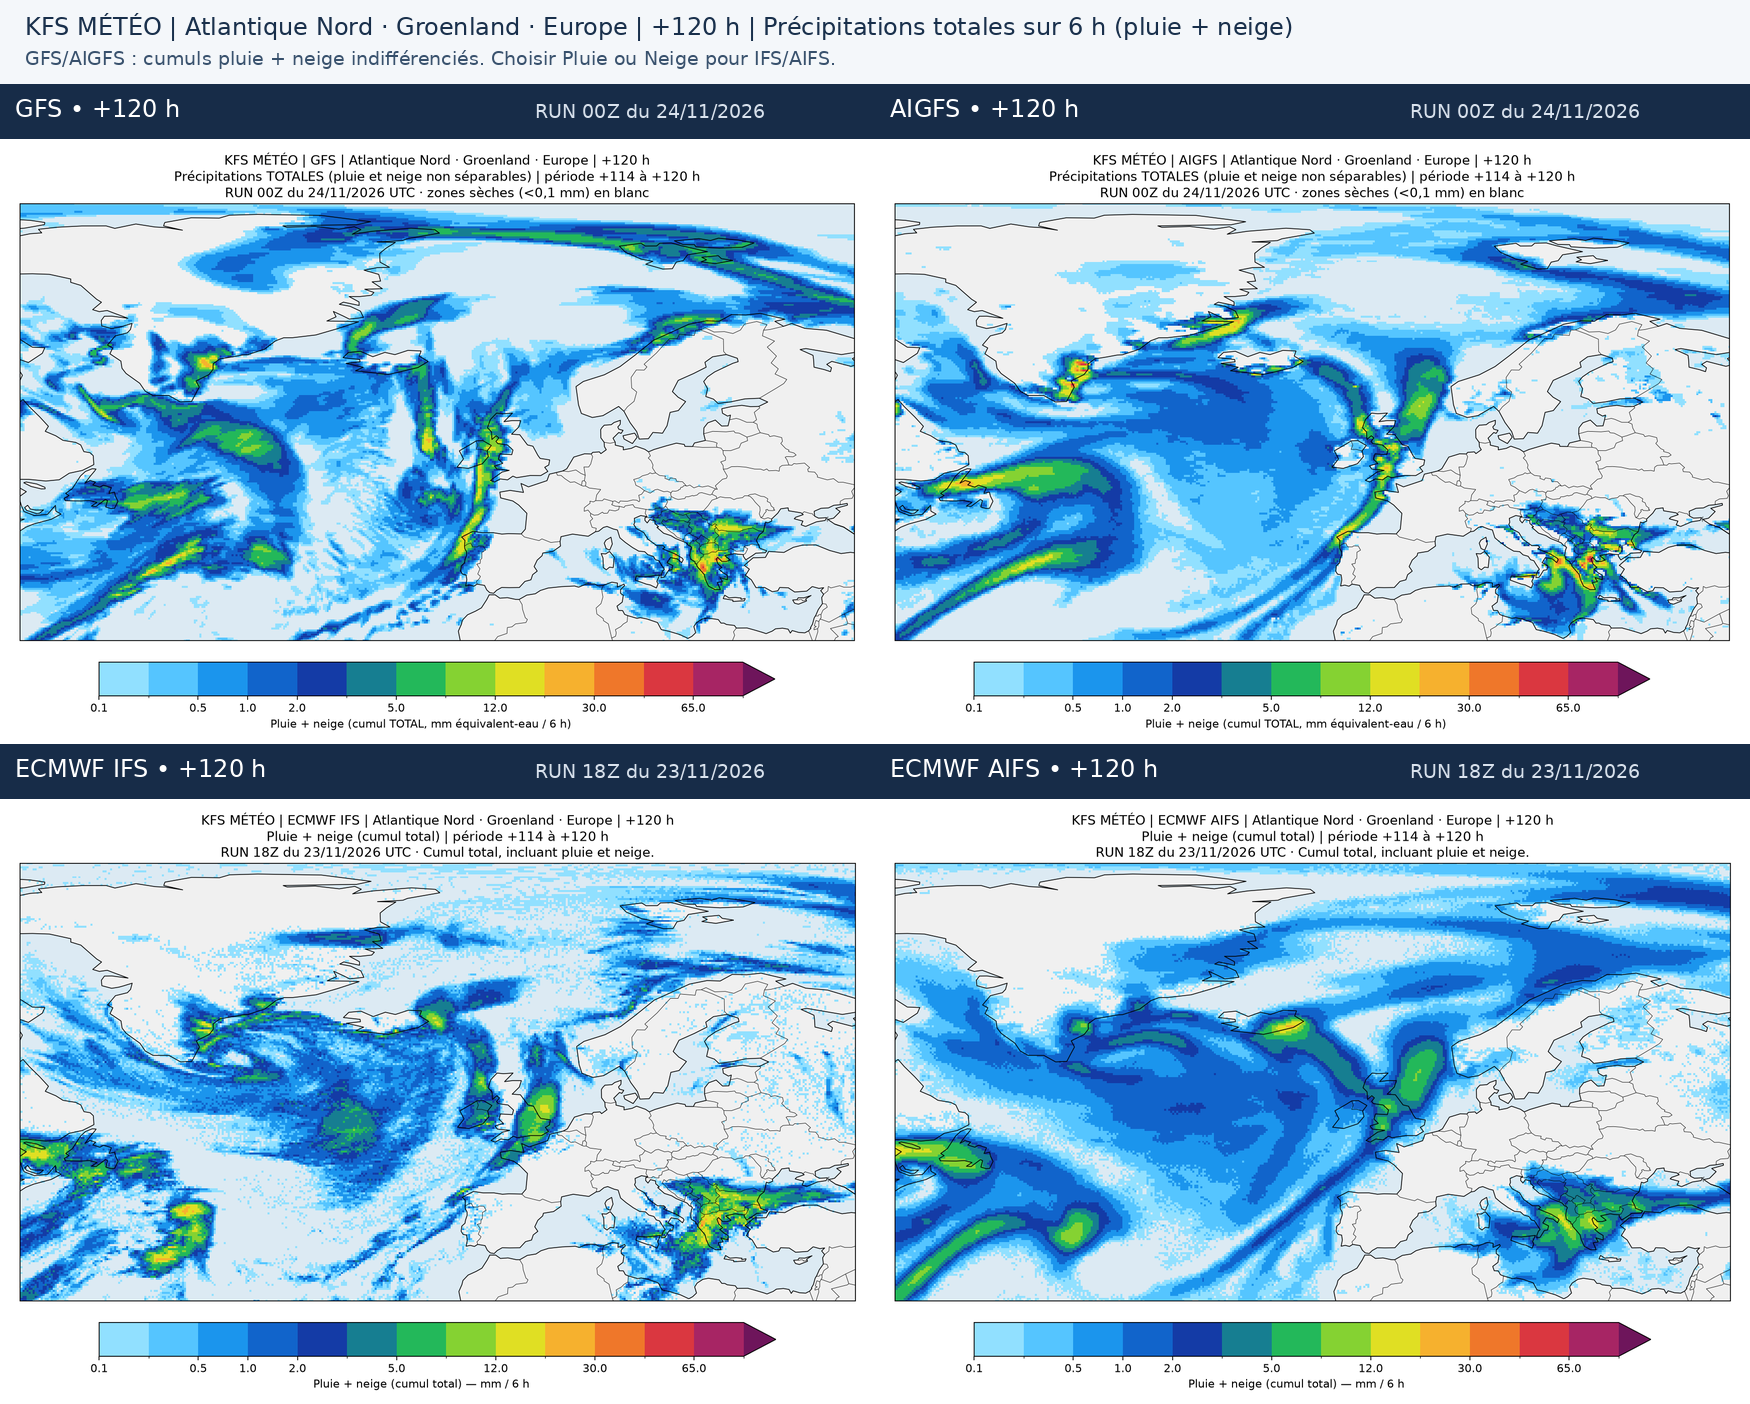 KFS MÉTÉO | Atlantique Nord · Groenland · Europe | +120 h | Précipitations totales sur 6 h (pluie + neige)
GFS/AIGFS : cumuls pluie + neige indifférenciés. Choisir Pluie ou Neige pour IFS/AIFS.
GFS • +120 h
RUN 00Z du 24/11/2026
AIGFS • +120 h
RUN 00Z du 24/11/2026
KFS MÉTÉO | GFS | Atlantique Nord · Groenland · Europe | +120 h
Précipitations TOTALES (pluie et neige non séparables) | période +114 à +120 h
RUN 00Z du 24/11/2026 UTC · zones sèches (<0,1 mm) en blanc
KFS MÉTÉO | AIGFS | Atlantique Nord · Groenland · Europe | +120 h
Précipitations TOTALES (pluie et neige non séparables) | période +114 à +120 h
RUN 00Z du 24/11/2026 UTC · zones sèches (<0,1 mm) en blanc
0.1 0.5 1.0 2.0 5.0 12.0 30.0 65.0
Pluie + neige (cumul TOTAL, mm équivalent-eau / 6 h)
0.1 0.5 1.0 2.0 5.0 12.0 30.0 65.0
Pluie + neige (cumul TOTAL, mm équivalent-eau / 6 h)
ECMWF IFS • +120 h
RUN 18Z du 23/11/2026
ECMWF AIFS • +120 h
RUN 18Z du 23/11/2026
KFS MÉTÉO | ECMWF IFS | Atlantique Nord · Groenland · Europe | +120 h
Pluie + neige (cumul total) | période +114 à +120 h
RUN 18Z du 23/11/2026 UTC · Cumul total, incluant pluie et neige.
KFS MÉTÉO | ECMWF AIFS | Atlantique Nord · Groenland · Europe | +120 h
Pluie + neige (cumul total) | période +114 à +120 h
RUN 18Z du 23/11/2026 UTC · Cumul total, incluant pluie et neige.
0.1 0.5 1.0 2.0 5.0 12.0 30.0 65.0
Pluie + neige (cumul total) — mm / 6 h
0.1 0.5 1.0 2.0 5.0 12.0 30.0 65.0
Pluie + neige (cumul total) — mm / 6 h